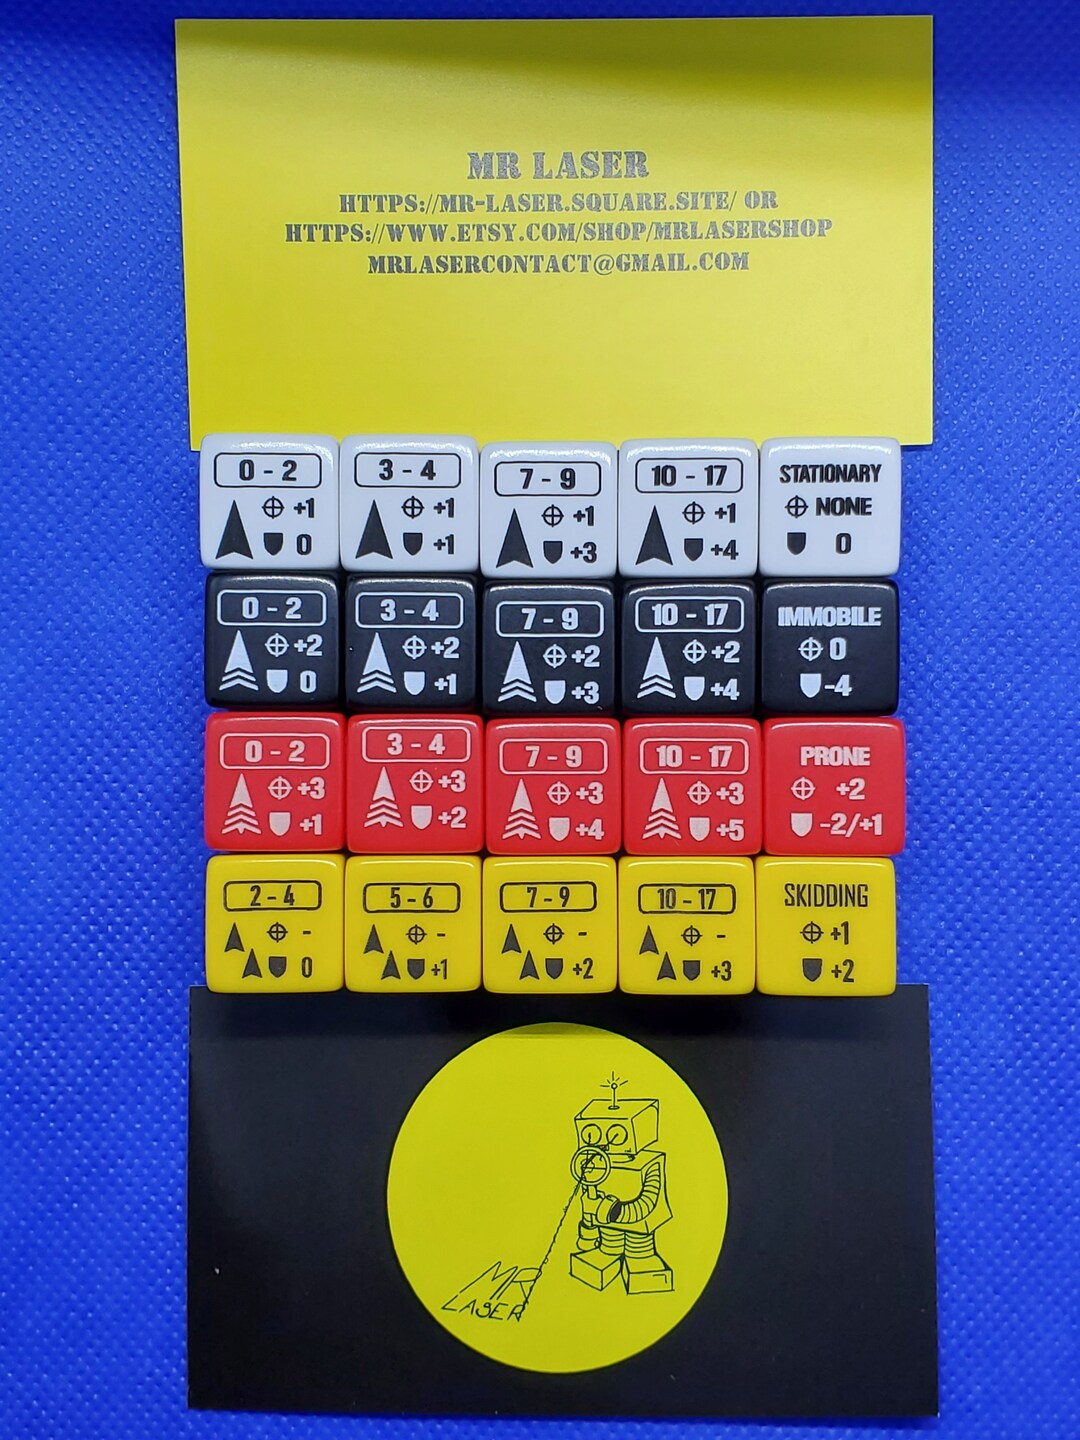 MR LASER
HTTPS://MR-LASER.SQUARE.SITE/ OR
HTTPS://WWW.ETSY.COM/SHOP/MRLASERSHOP
MRLASERCONTACT@GMAIL.COM
0 - 2
+1
0
3 - 4
+1
+1
7 - 9
+1
+3
10 - 17
+1
+4
STATIONARY
NONE
0
0 - 2
+2
0
3 - 4
+2
+1
7 - 9
+2
+3
10 - 17
+2
+4
IMMOBILE
0
-4
0 - 2
+3
+1
3 - 4
+3
+2
7 - 9
+3
+4
10 - 17
+3
+5
PRONE
+2
-2/+1
2 - 4
-
0
5 - 6
-
+1
7 - 9
-
+2
10 - 17
-
+3
SKIDDING
+1
+2
MR
LASER